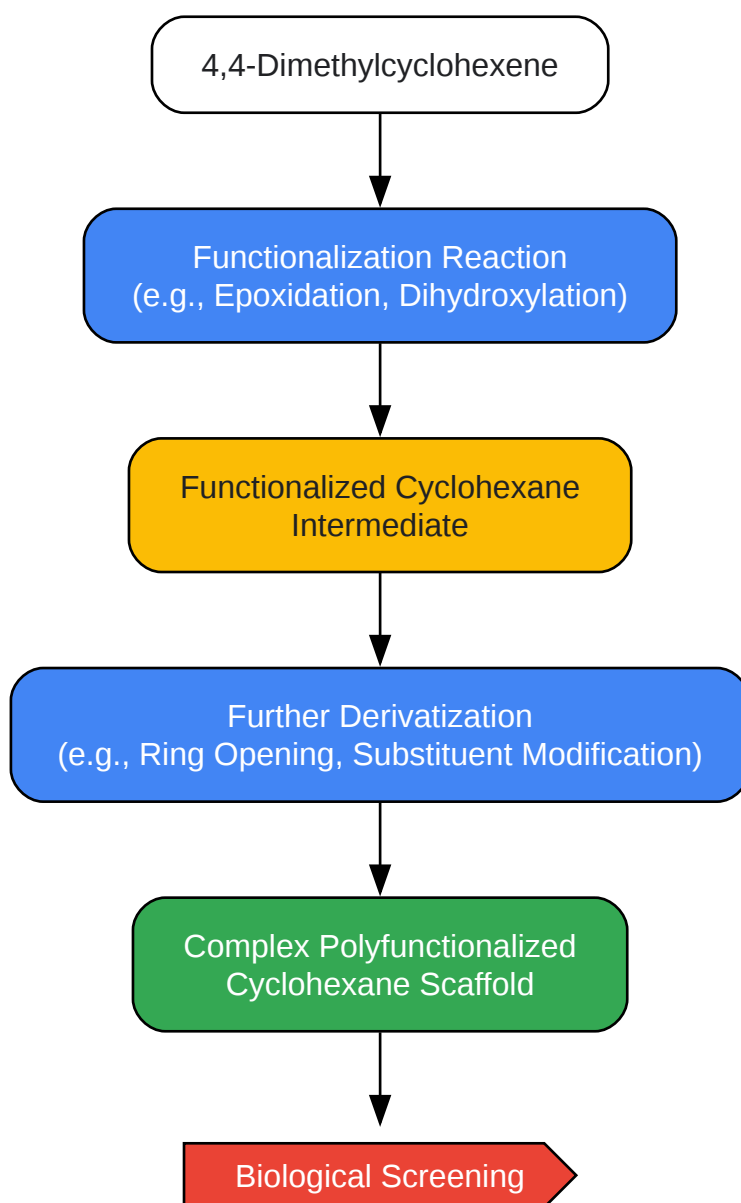 4,4-Dimethylcyclohexene
Functionalization Reaction
(e.g., Epoxidation, Dihydroxylation)
Functionalized Cyclohexane
Intermediate
Further Derivatization
(e.g., Ring Opening, Substituent Modification)
Complex Polyfunctionalized
Cyclohexane Scaffold
Biological Screening